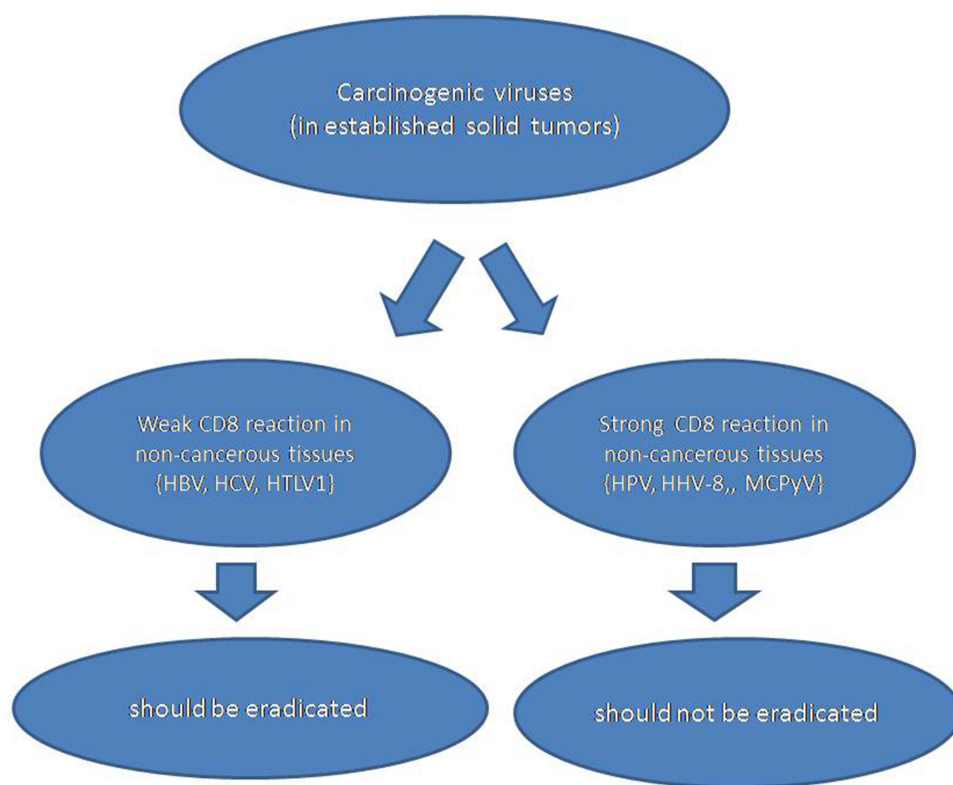 Carcinogenic viruses
(in established solid tumors)
Weak CD8 reaction in
non-cancerous tissues
{HBV, HCV, HTLV1}
Strong CD8 reaction in
non-cancerous tissues
{HPV, HHV-8,, MCPyV}
should be eradicated
should not be eradicated